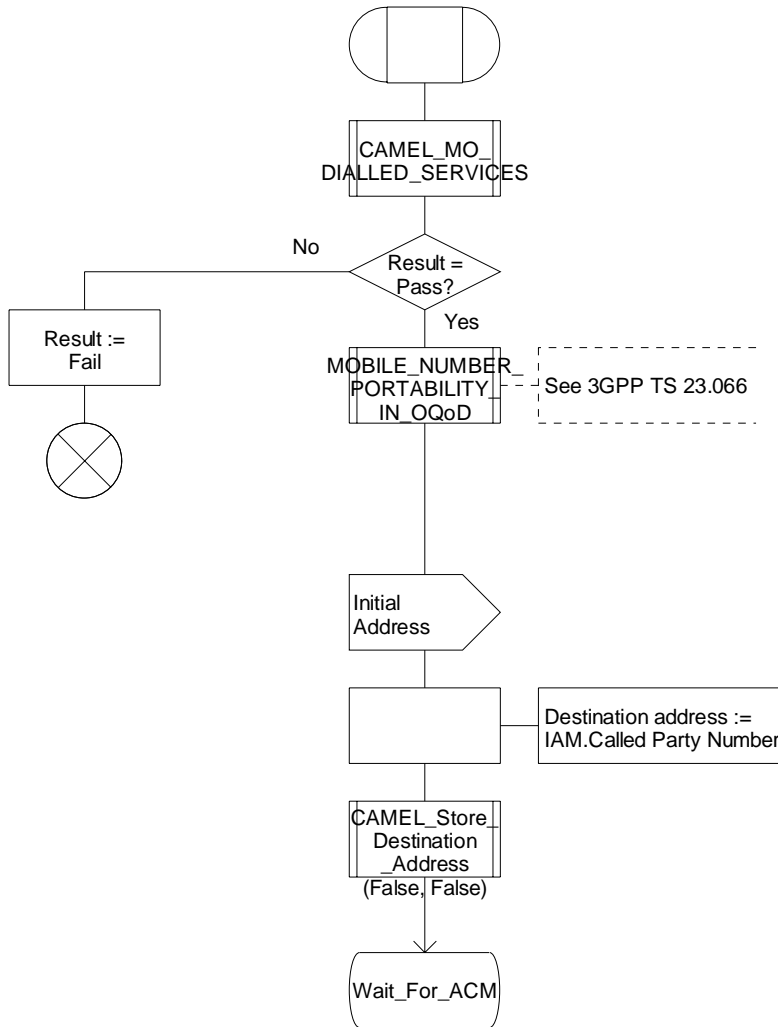 CAMEL_MO_
DIALLED_SERVICES
No
Result =
Pass?
Yes
Result :=
Fail
MOBILE_NUMBER_
PORTABILITY_
IN_OQoD
See 3GPP TS 23.066
Initial
Address
Destination address :=
IAM.Called Party Number
CAMEL_Store_
Destination
_Address
(False, False)
Wait_For_ACM